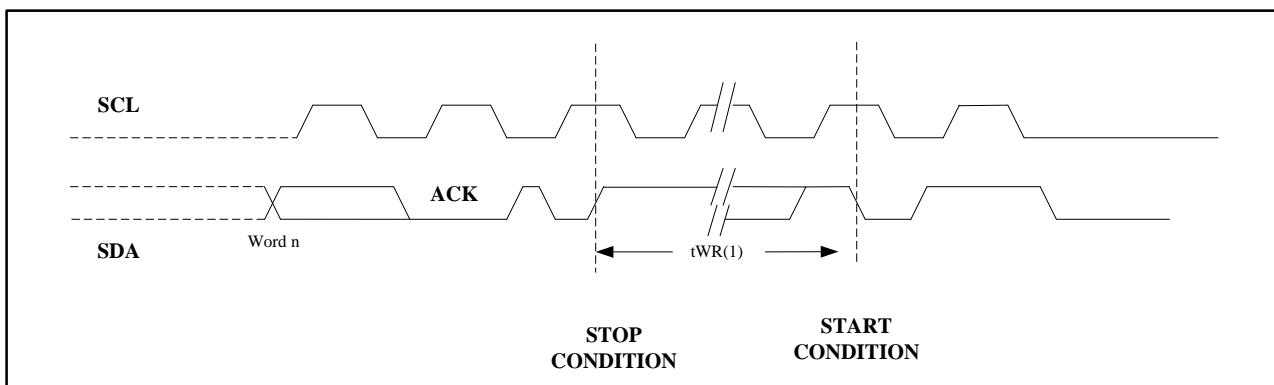 SCL
ACK
Word n
SDA
tWR(1)
STOP
CONDITION
START
CONDITION